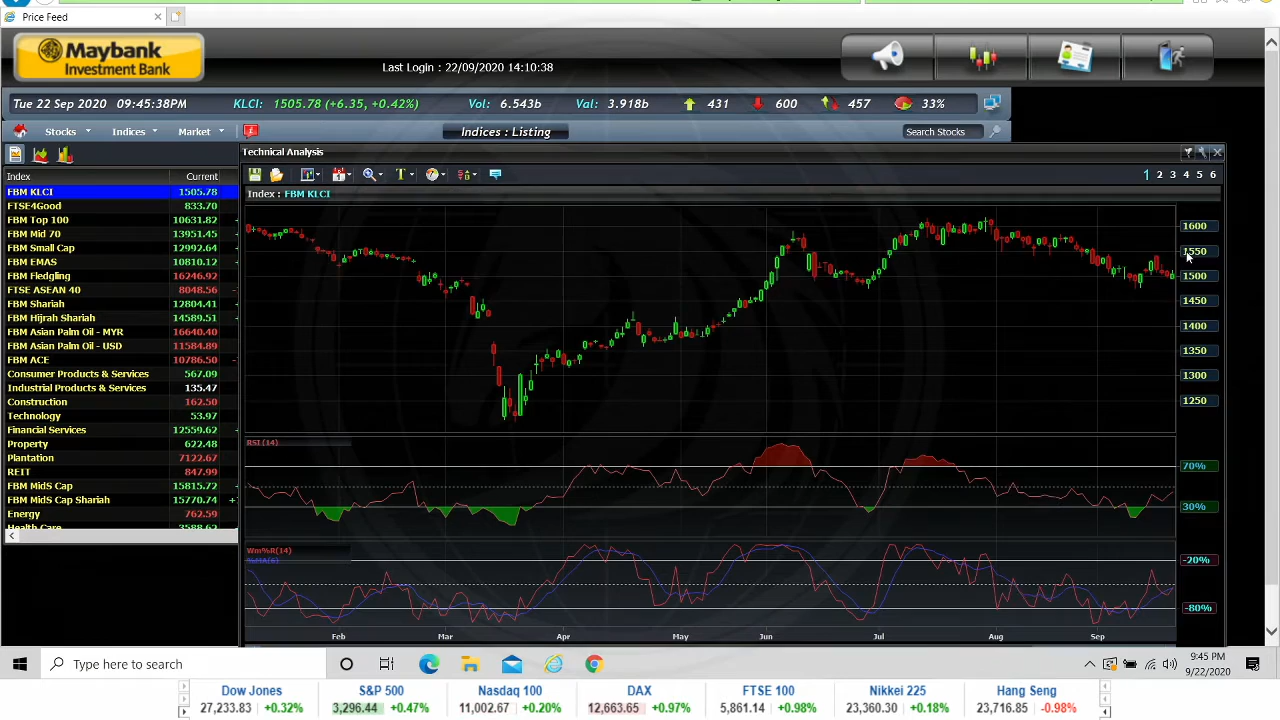 Price Feed
Maybank
Investment Bank
Last Login : 22/09/2020 14:10:38
Tue 22 Sep 2020 09:45:38PM KLCI: 1505.78 (+6.35, +0.42%) Vol: 6.543b Val: 3.918b 431 600 457 33%
Stocks Indices Market Indices : Listing Search Stocks
Technical Analysis
1 2 3 4 5 6
Index Current
Index : FBM KLCI
FBM KLCI 1505.78
FTSE4Good 833.70
FBM Top 100 10631.82
FBM Mid 70 13951.45
FBM Small Cap 12992.64
FBM EMAS 10810.12
FBM Fledgling 16246.92
FTSE ASEAN 40 8048.56
FBM Shariah 12804.41
FBM Hijrah Shariah 14589.51
FBM Asian Palm Oil - MYR 16640.40
FBM Asian Palm Oil - USD 11584.89
FBM ACE 10786.50
Consumer Products & Services 567.09
Industrial Products & Services 135.47
Construction 162.50
Technology 53.97
Financial Services 12559.62
Property 622.48
Plantation 7122.67
REIT 847.99
FBM MidS Cap 15815.72
FBM MidS Cap Shariah 15770.74
Energy 762.59
Health Care 3588.62
1600
1550
1500
1450
1400
1350
1300
1250
RSI(14)
70%
30%
Wm%R(14)
%MA(6)
-20%
-80%
Feb Mar Apr May Jun Jul Aug Sep
Type here to search
9:45 PM
9/22/2020
Dow Jones S&P 500 Nasdaq 100 DAX FTSE 100 Nikkei 225 Hang Seng
27,233.83 +0.32% 3,296.44 +0.47% 11,002.67 +0.20% 12,663.65 +0.97% 5,861.14 +0.98% 23,360.30 +0.18% 23,716.85 -0.98%